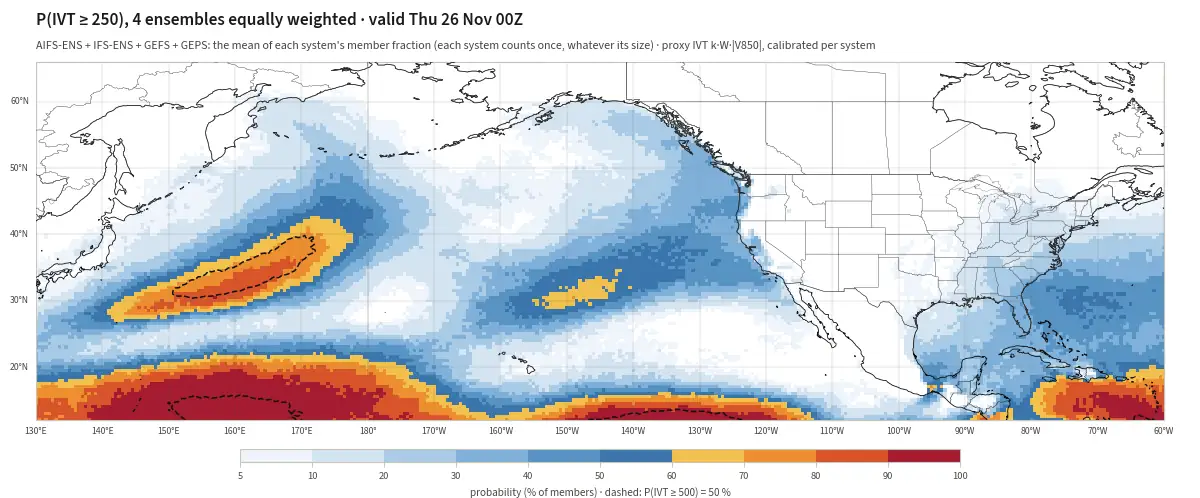 P(IVT ≥ 250), 4 ensembles equally weighted · valid Thu 26 Nov 00Z
AIFS-ENS + IFS-ENS + GEFS + GEPS: the mean of each system's member fraction (each system counts once, whatever its size) · proxy IVT k·W·|V850|, calibrated per system
60°N
50°N
40°N
30°N
20°N
130°E 140°E 150°E 160°E 170°E 180° 170°W 160°W 150°W 140°W 130°W 120°W 110°W 100°W 90°W 80°W 70°W 60°W
5 10 20 30 40 50 60 70 80 90 100
probability (% of members) · dashed: P(IVT ≥ 500) = 50 %